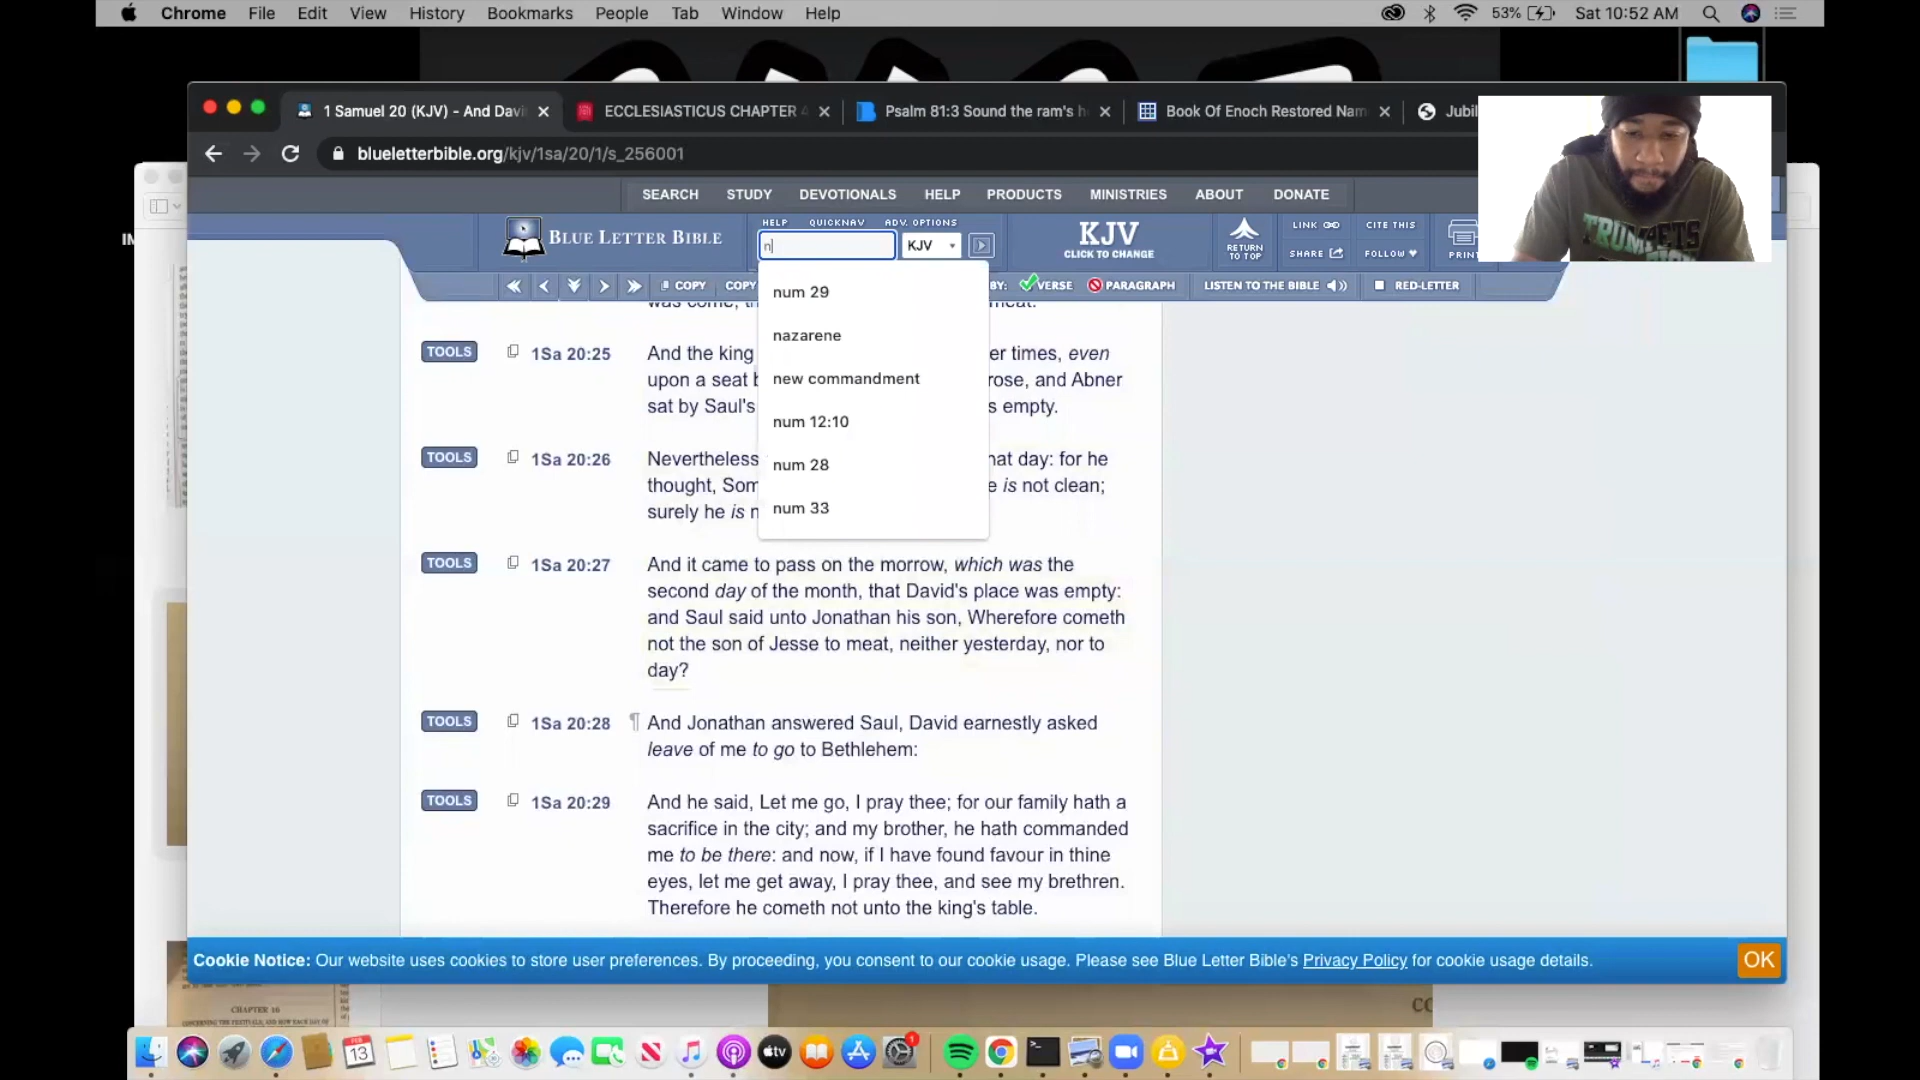 Chrome File Edit View History Bookmarks People Tab Window Help 53% Sat 10:52 AM
1 Samuel 20 (KJV) - And Davi ECCLESIASTICUS CHAPTER 4 Psalm 81:3 Sound the ram's h Book Of Enoch Restored Nam Jubil
blueletterbible.org/kjv/1sa/20/1/s_256001
SEARCH STUDY DEVOTIONALS HELP PRODUCTS MINISTRIES ABOUT DONATE
HELP QUICKNAV ADV. OPTIONS
BLUE LETTER BIBLE
n KJV
KJV
CLICK TO CHANGE
RETURN TO TOP
LINK CITE THIS
SHARE FOLLOW PRINT
TRUMPETS
COPY COPY BY: VERSE PARAGRAPH LISTEN TO THE BIBLE RED-LETTER
num 29
nazarene
new commandment
num 12:10
num 28
num 33
TOOLS 1Sa 20:25 And the king er times, even
upon a seat rose, and Abner
sat by Saul's s empty.
TOOLS 1Sa 20:26 Nevertheless hat day: for he
thought, Som e is not clean;
surely he is n
TOOLS 1Sa 20:27 And it came to pass on the morrow, which was the
second day of the month, that David's place was empty:
and Saul said unto Jonathan his son, Wherefore cometh
not the son of Jesse to meat, neither yesterday, nor to
day?
TOOLS 1Sa 20:28 ¶ And Jonathan answered Saul, David earnestly asked
leave of me to go to Bethlehem:
TOOLS 1Sa 20:29 And he said, Let me go, I pray thee; for our family hath a
sacrifice in the city; and my brother, he hath commanded
me to be there: and now, if I have found favour in thine
eyes, let me get away, I pray thee, and see my brethren.
Therefore he cometh not unto the king's table.
Cookie Notice: Our website uses cookies to store user preferences. By proceeding, you consent to our cookie usage. Please see Blue Letter Bible's Privacy Policy for cookie usage details. OK
CHAPTER 16
FEB
13
tv
1